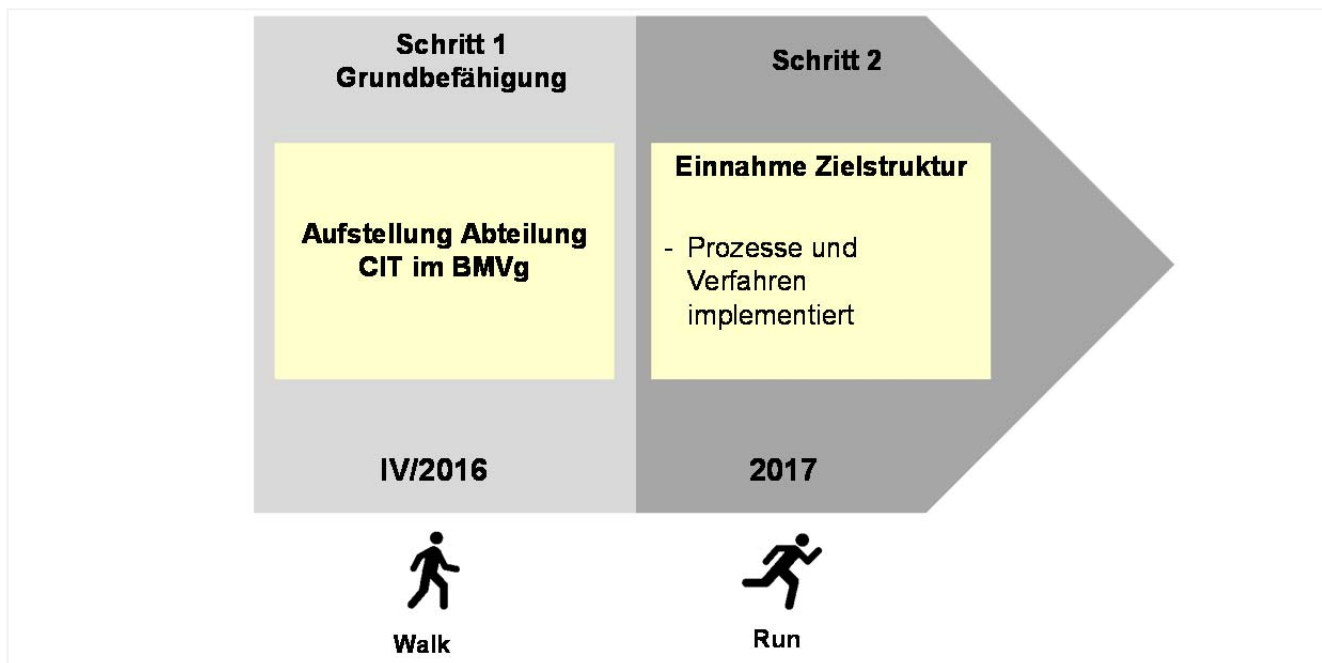 Schritt 1
Grundbefähigung
Aufstellung Abteilung
CIT im BMVg
IV/2016
Walk
Schritt 2
Einnahme Zielstruktur
- Prozesse und
Verfahren
implementiert
2017
Run